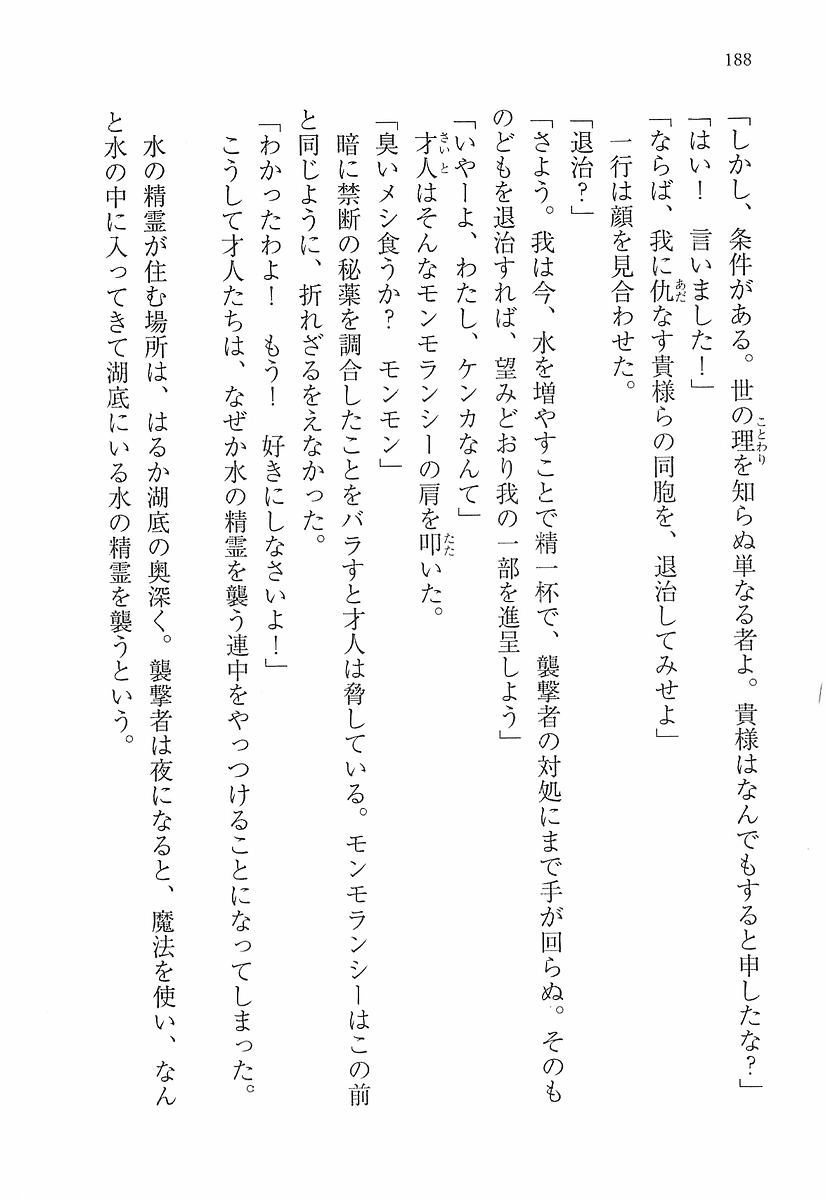 188
「しかし、条件がある。世の理を知らぬ単なる者よ。貴様はなんでもすると申したな？」
「はい！　言いました！」
「ならば、我に仇なす貴様らの同胞を、退治してみせよ」
　一行は顔を見合わせた。
「退治？」
「さよう。我は今、水を増やすことで精一杯で、襲撃者の対処にまで手が回らぬ。そのも
のどもを退治すれば、望みどおり我の一部を進呈しよう」
「いやーよ、わたし、ケンカなんて」
　才人はそんなモンモランシーの肩を叩いた。
「臭いメシ食うか？　モンモン」
　暗に禁断の秘薬を調合したことをバラすと才人は脅している。モンモランシーはこの前
と同じように、折れざるをえなかった。
「わかったわよ！　もう！　好きにしなさいよ！」
　こうして才人たちは、なぜか水の精霊を襲う連中をやっつけることになってしまった。
　水の精霊が住む場所は、はるか湖底の奥深く。襲撃者は夜になると、魔法を使い、なん
と水の中に入ってきて湖底にいる水の精霊を襲うという。